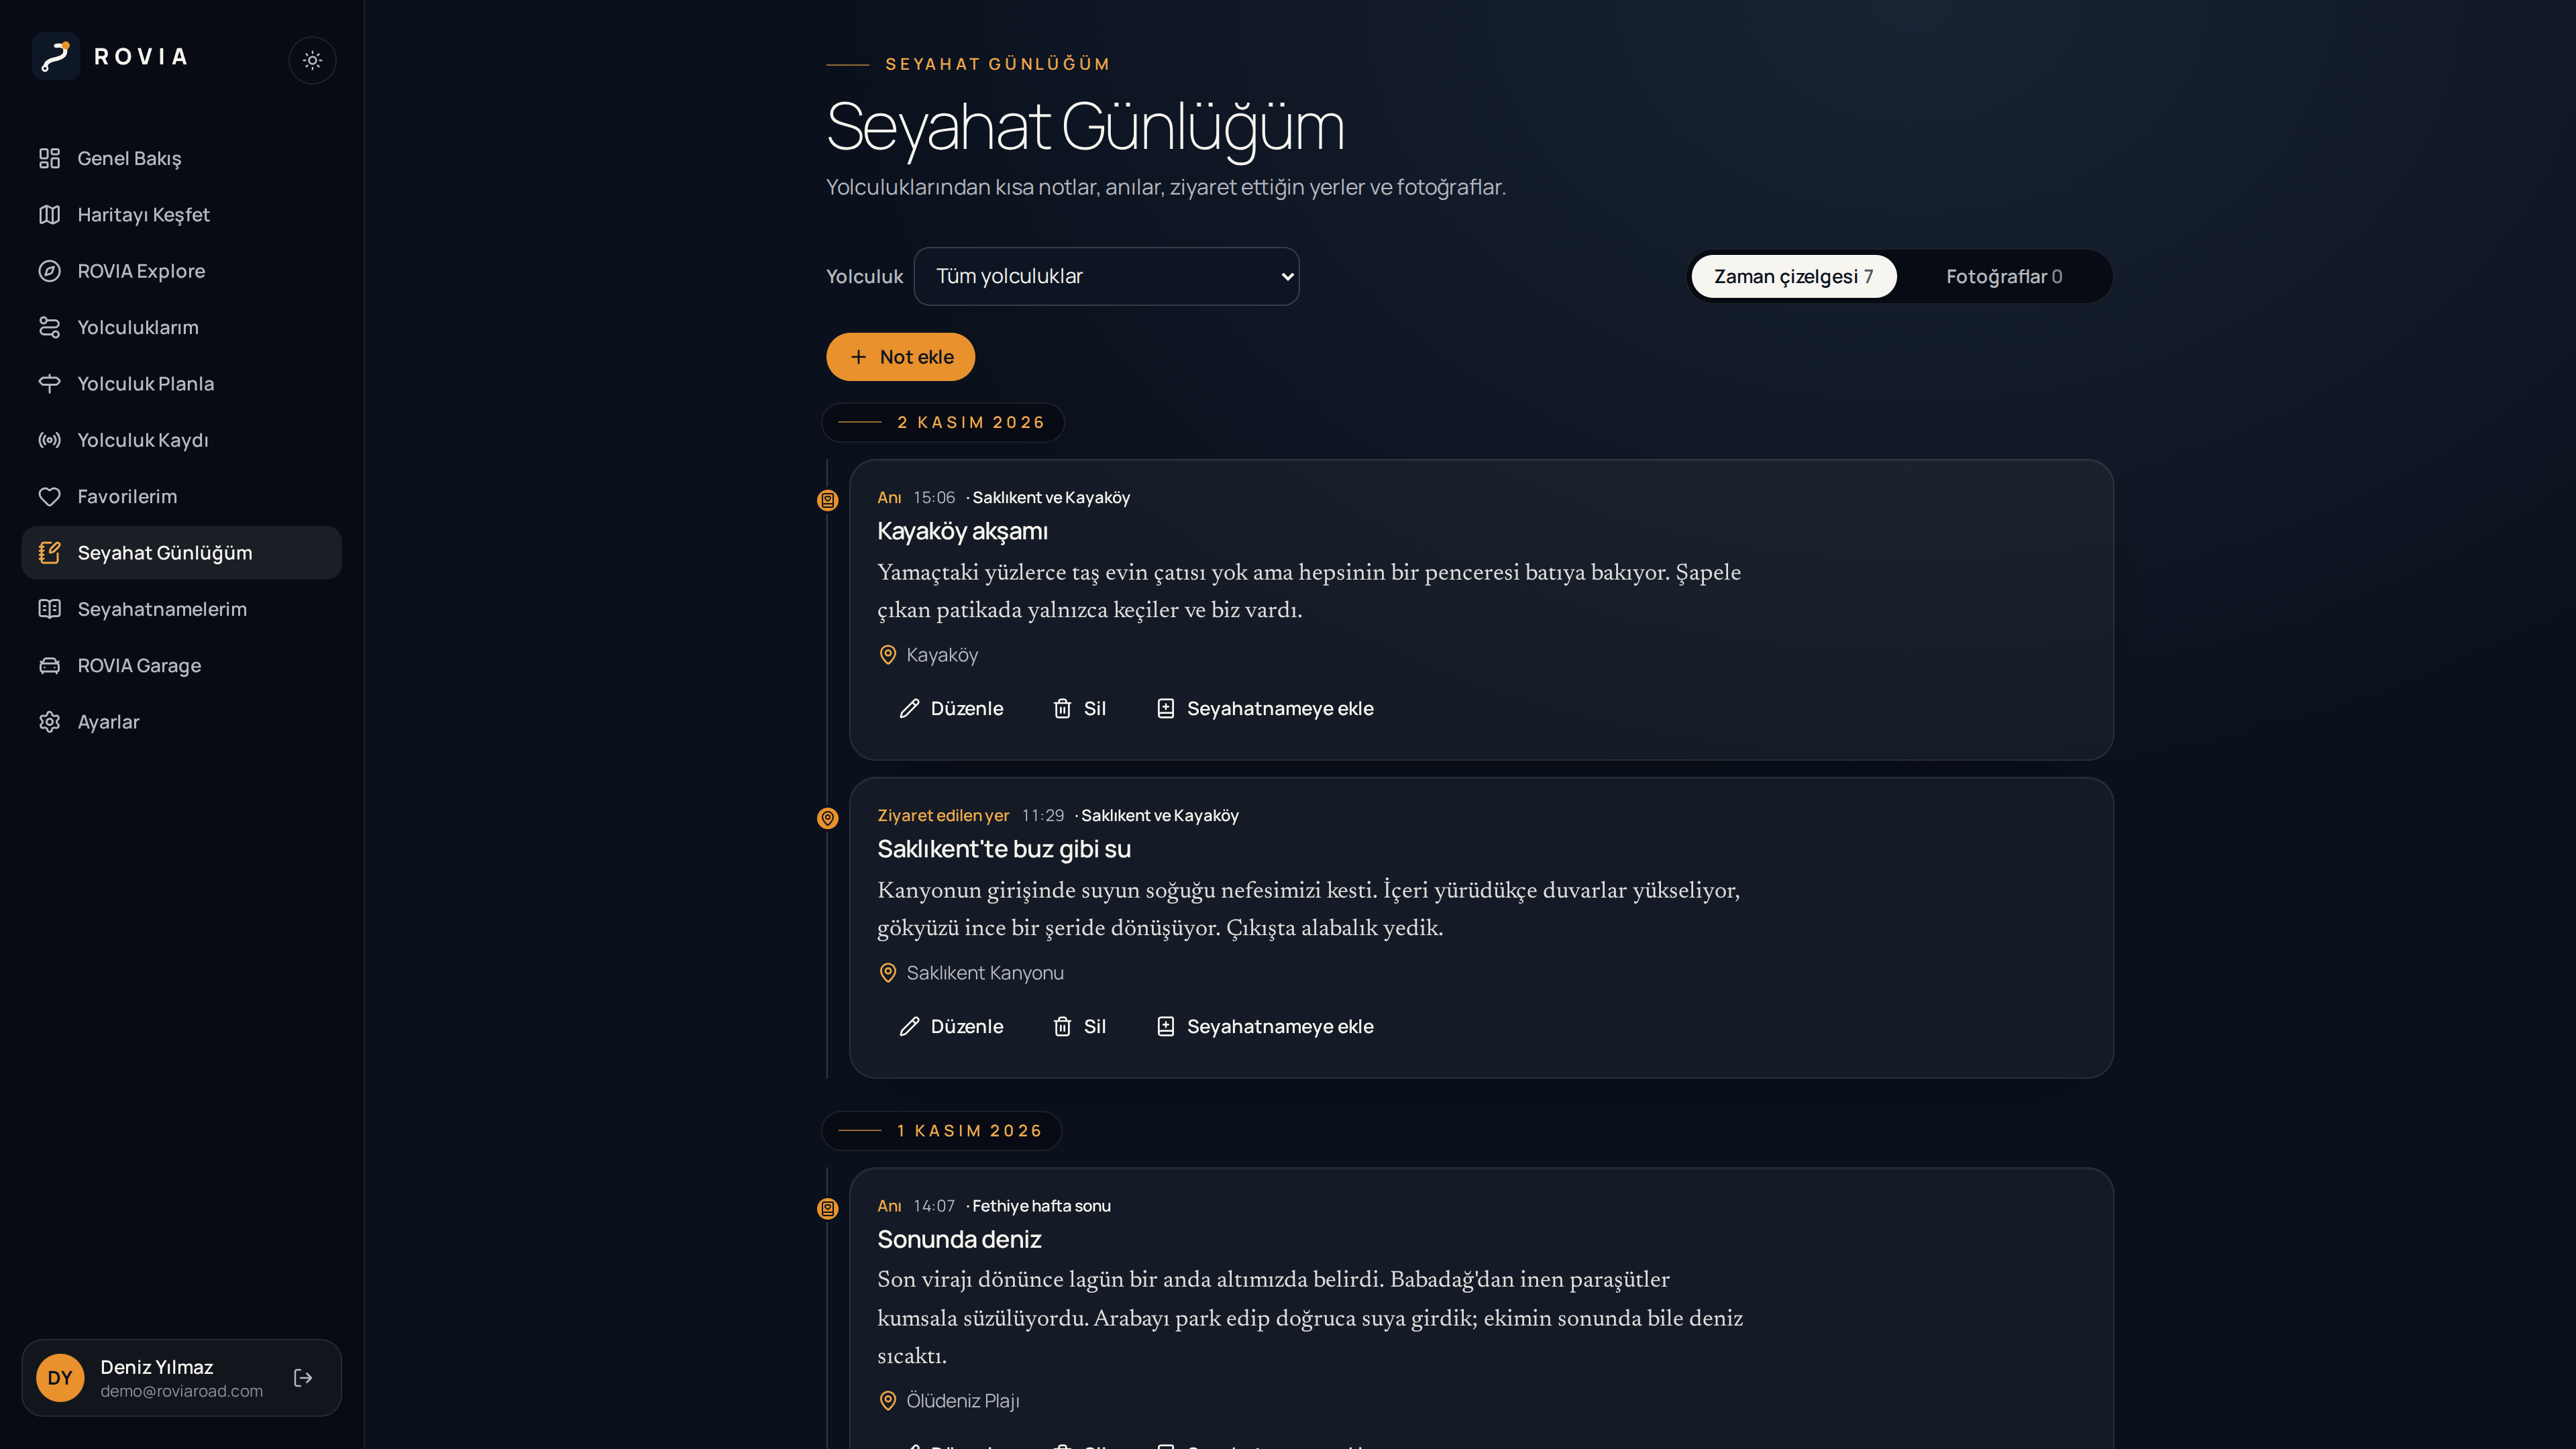 ROVIA
Genel Bakış
Haritayı Keşfet
ROVIA Explore
Yolculuklarım
Yolculuk Planla
Yolculuk Kaydı
Favorilerim
Seyahat Günlüğüm
Seyahatnamelerim
ROVIA Garage
Ayarlar
DY
Deniz Yılmaz
demo@roviaroad.com
SEYAHAT GÜNLÜĞÜM
Seyahat Günlüğüm
Yolculuklarından kısa notlar, anılar, ziyaret ettiğin yerler ve fotoğraflar.
Yolculuk Tüm yolculuklar
Zaman çizelgesi 7 Fotoğraflar 0
+ Not ekle
2 KASIM 2026
Anı 15:06 · Saklıkent ve Kayaköy
Kayaköy akşamı
Yamaçtaki yüzlerce taş evin çatısı yok ama hepsinin bir penceresi batıya bakıyor. Şapele
çıkan patikada yalnızca keçiler ve biz vardı.
Kayaköy
Düzenle Sil Seyahatnameye ekle
Ziyaret edilen yer 11:29 · Saklıkent ve Kayaköy
Saklıkent'te buz gibi su
Kanyonun girişinde suyun soğuğu nefesimizi kesti. İçeri yürüdükçe duvarlar yükseliyor,
gökyüzü ince bir şeride dönüşüyor. Çıkışta alabalık yedik.
Saklıkent Kanyonu
Düzenle Sil Seyahatnameye ekle
1 KASIM 2026
Anı 14:07 · Fethiye hafta sonu
Sonunda deniz
Son virajı dönünce lagün bir anda altımızda belirdi. Babadağ'dan inen paraşütler
kumsala süzülüyordu. Arabayı park edip doğruca suya girdik; ekimin sonunda bile deniz
sıcaktı.
Ölüdeniz Plajı